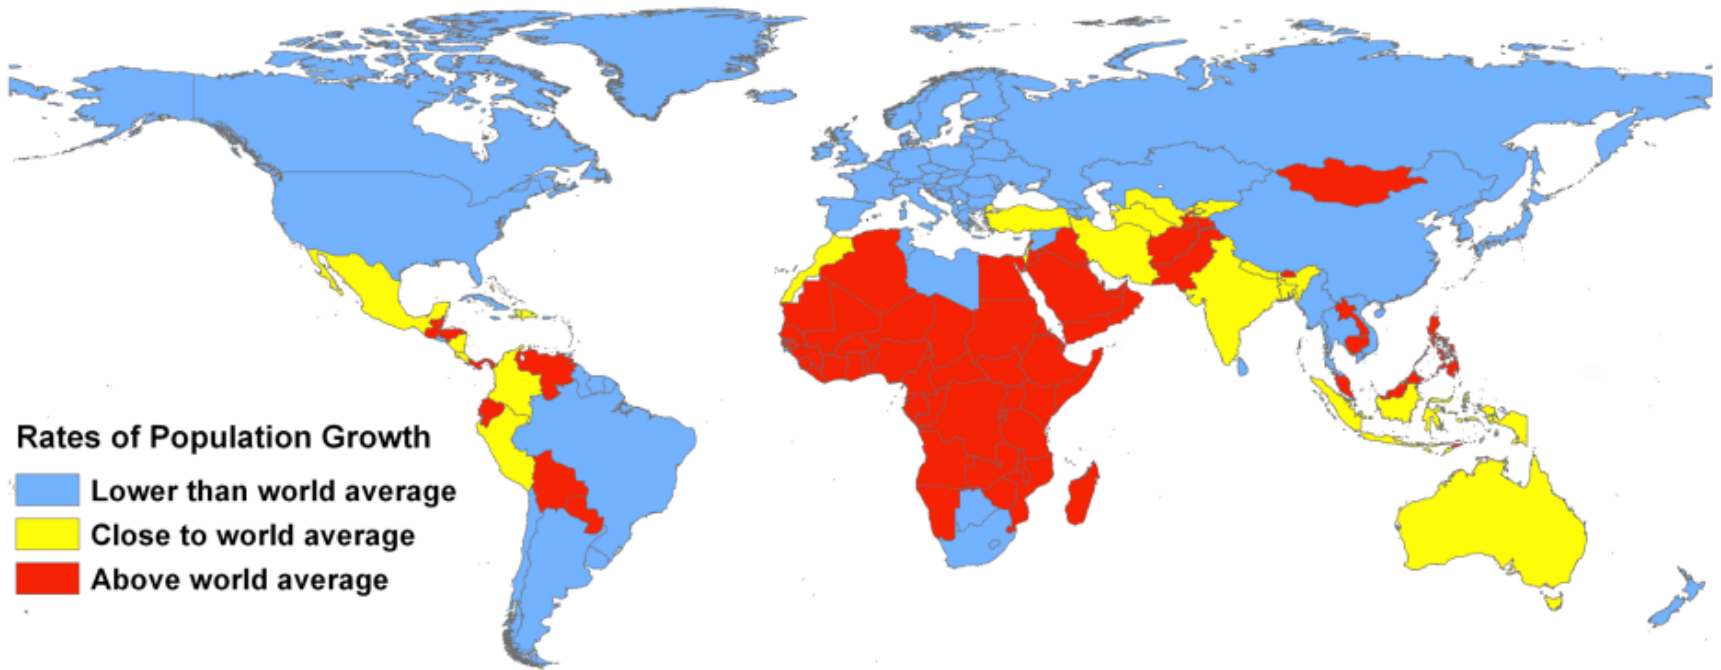 Rates of Population Growth
Lower than world average
Close to world average
Above world average